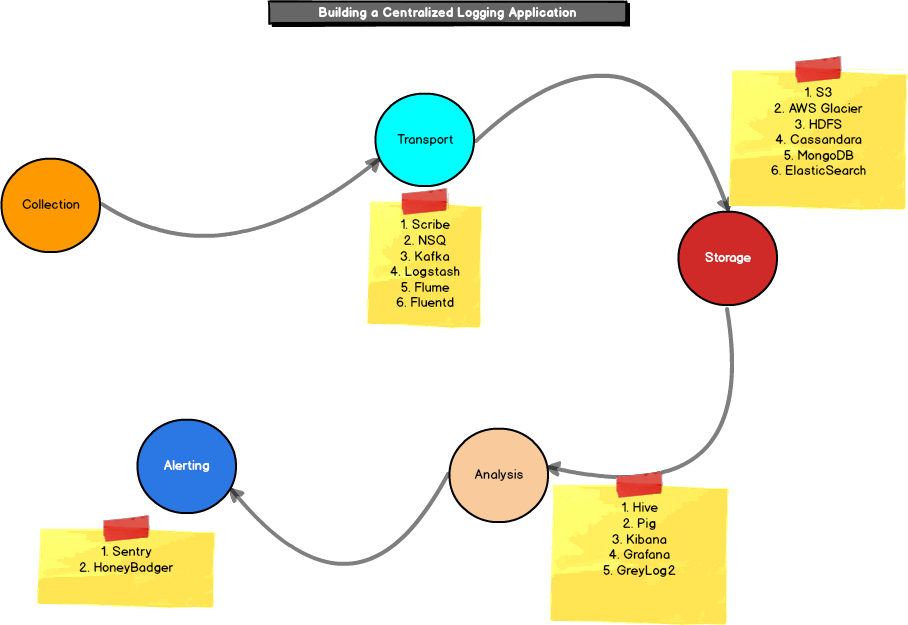 Building a Centralized Logging Application
Collection
Transport
1. Scribe
2. NSQ
3. Kafka
4. Logstash
5. Flume
6. Fluentd
1. S3
2. AWS Glacier
3. HDFS
4. Cassandara
5. MongoDB
6. ElasticSearch
Storage
Analysis
1. Hive
2. Pig
3. Kibana
4. Grafana
5. GreyLog2
Alerting
1. Sentry
2. HoneyBadger